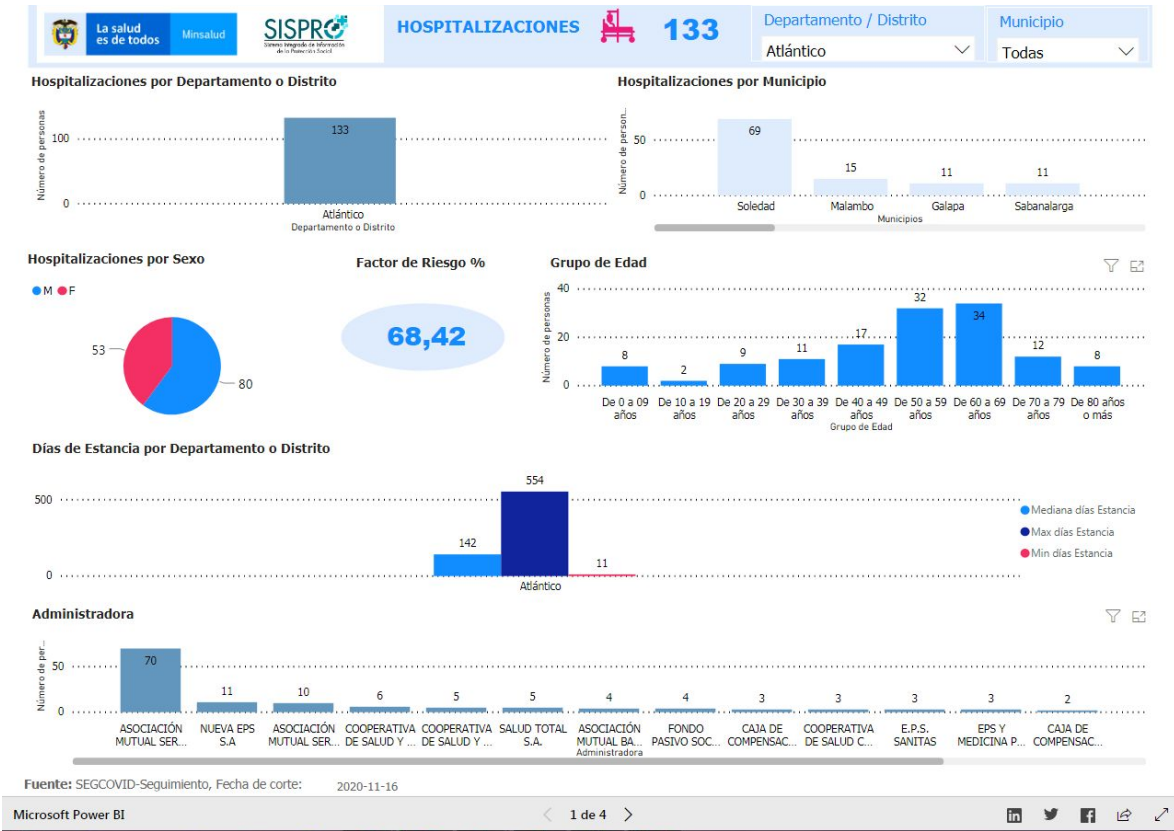 La salud
es de todos
Minsalud
SISPRO
Sistema Integrado de Información
de la Protección Social
HOSPITALIZACIONES
133
Departamento / Distrito
Atlántico
Municipio
Todas
Hospitalizaciones por Departamento o Distrito
Número de personas
100
0
133
Atlántico
Departamento o Distrito
Hospitalizaciones por Municipio
Número de person...
50
0
69
15
11
11
Soledad
Malambo
Galapa
Sabanalarga
Municipios
Hospitalizaciones por Sexo
M
F
53
80
Factor de Riesgo %
68,42
Grupo de Edad
Número de personas
40
20
0
8
2
9
11
17
32
34
12
8
De 0 a 09
años
De 10 a 19
años
De 20 a 29
años
De 30 a 39
años
De 40 a 49
años
De 50 a 59
años
De 60 a 69
años
De 70 a 79
años
De 80 años
o más
Grupo de Edad
Días de Estancia por Departamento o Distrito
500
0
142
554
11
Atlántico
Mediana días Estancia
Max días Estancia
Min días Estancia
Administradora
Número de per...
50
0
70
11
10
6
5
5
4
4
3
3
3
3
2
ASOCIACIÓN
MUTUAL SER...
NUEVA EPS
S.A
ASOCIACIÓN
MUTUAL SER...
COOPERATIVA
DE SALUD Y ...
COOPERATIVA
DE SALUD Y ...
SALUD TOTAL
S.A.
ASOCIACIÓN
MUTUAL BA...
FONDO
PASIVO SOC...
CAJA DE
COMPENSAC...
COOPERATIVA
DE SALUD C...
E.P.S.
SANITAS
EPS Y
MEDICINA P...
CAJA DE
COMPENSAC...
Administradora
Fuente: SEGCOVID-Seguimiento, Fecha de corte: 2020-11-16
Microsoft Power BI
1 de 4